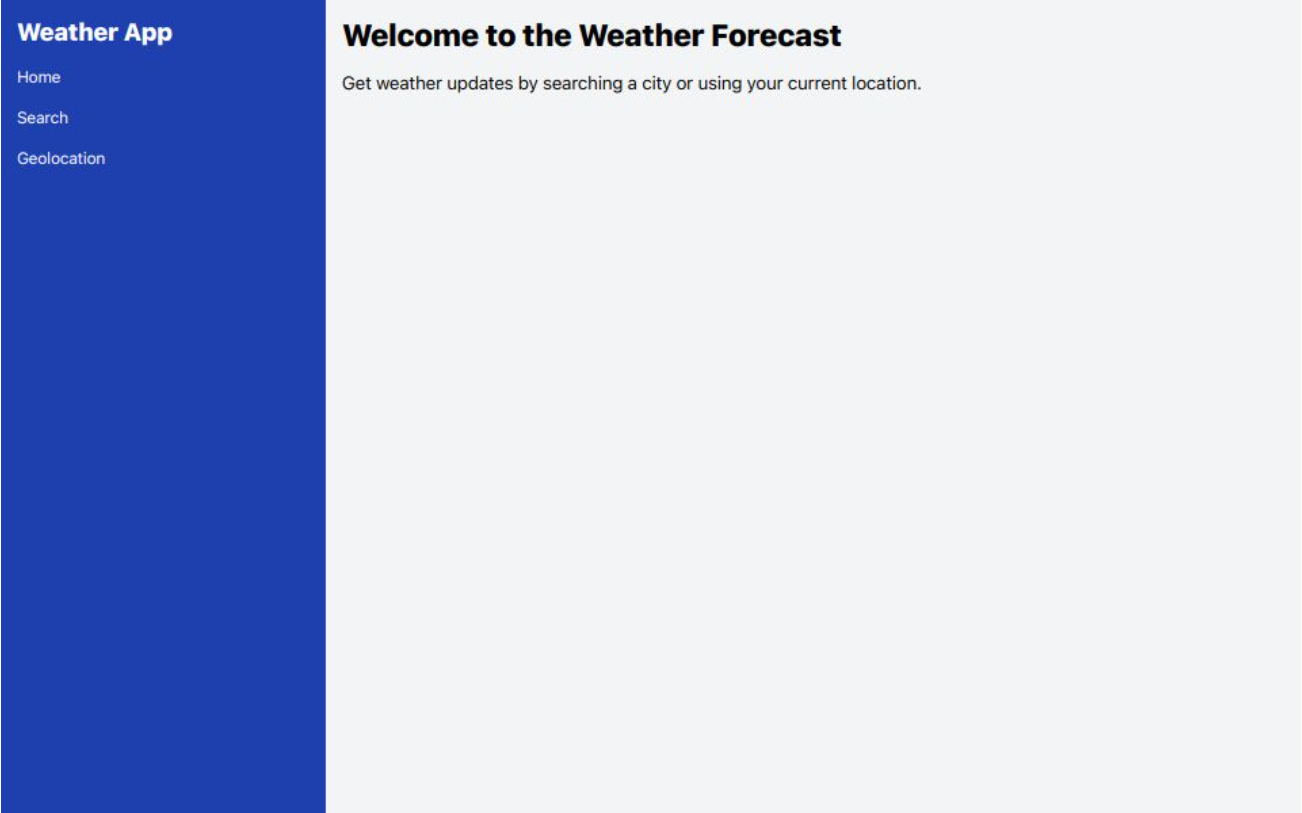 Weather App
Home
Search
Geolocation
Welcome to the Weather Forecast
Get weather updates by searching a city or using your current location.